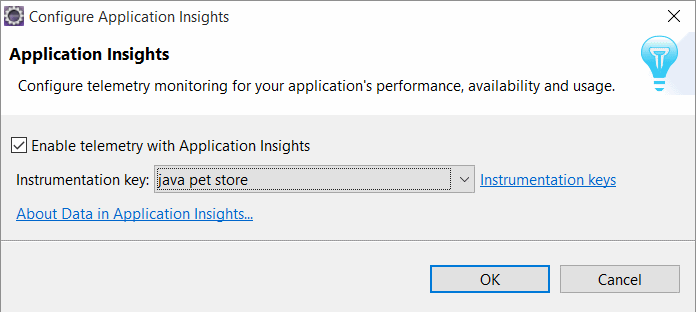 Configure Application Insights
Application Insights
Configure telemetry monitoring for your application's performance, availability and usage.
Enable telemetry with Application Insights
Instrumentation key: java pet store Instrumentation keys
About Data in Application Insights...
OK Cancel